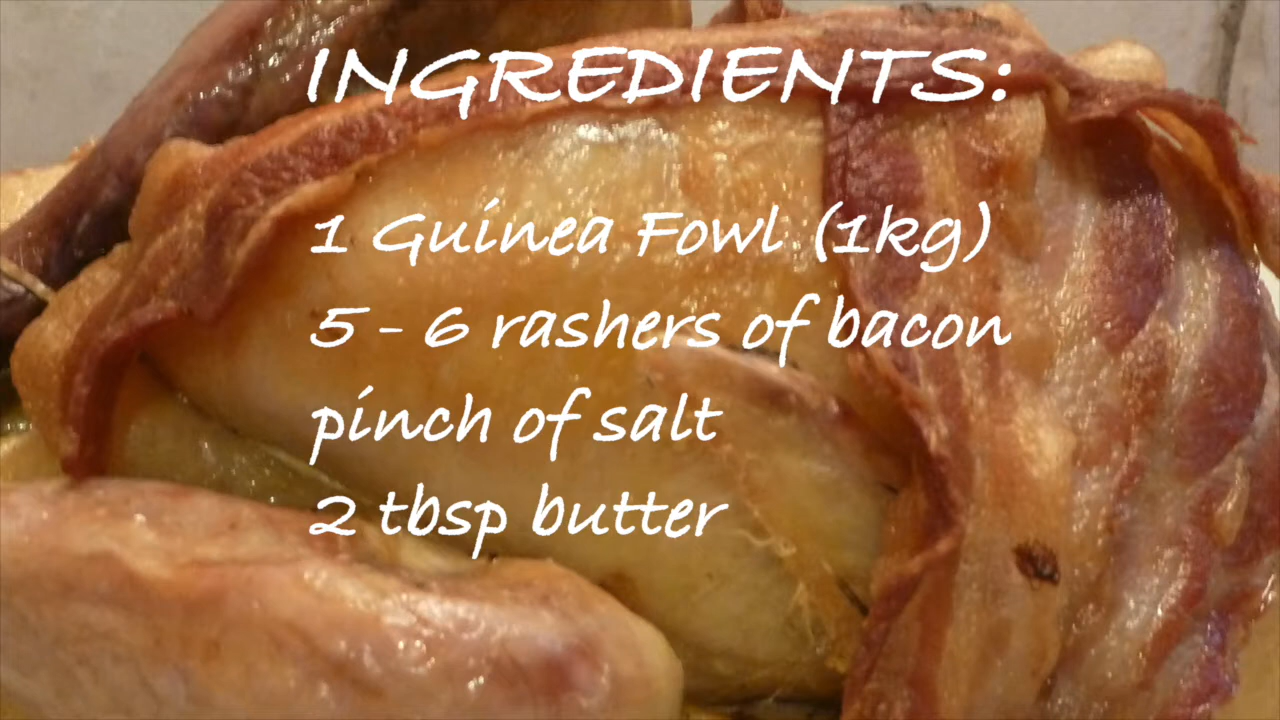 INGREDIENTS:
1 Guinea Fowl (1kg)
5 - 6 rashers of bacon
pinch of salt
2 tbsp butter